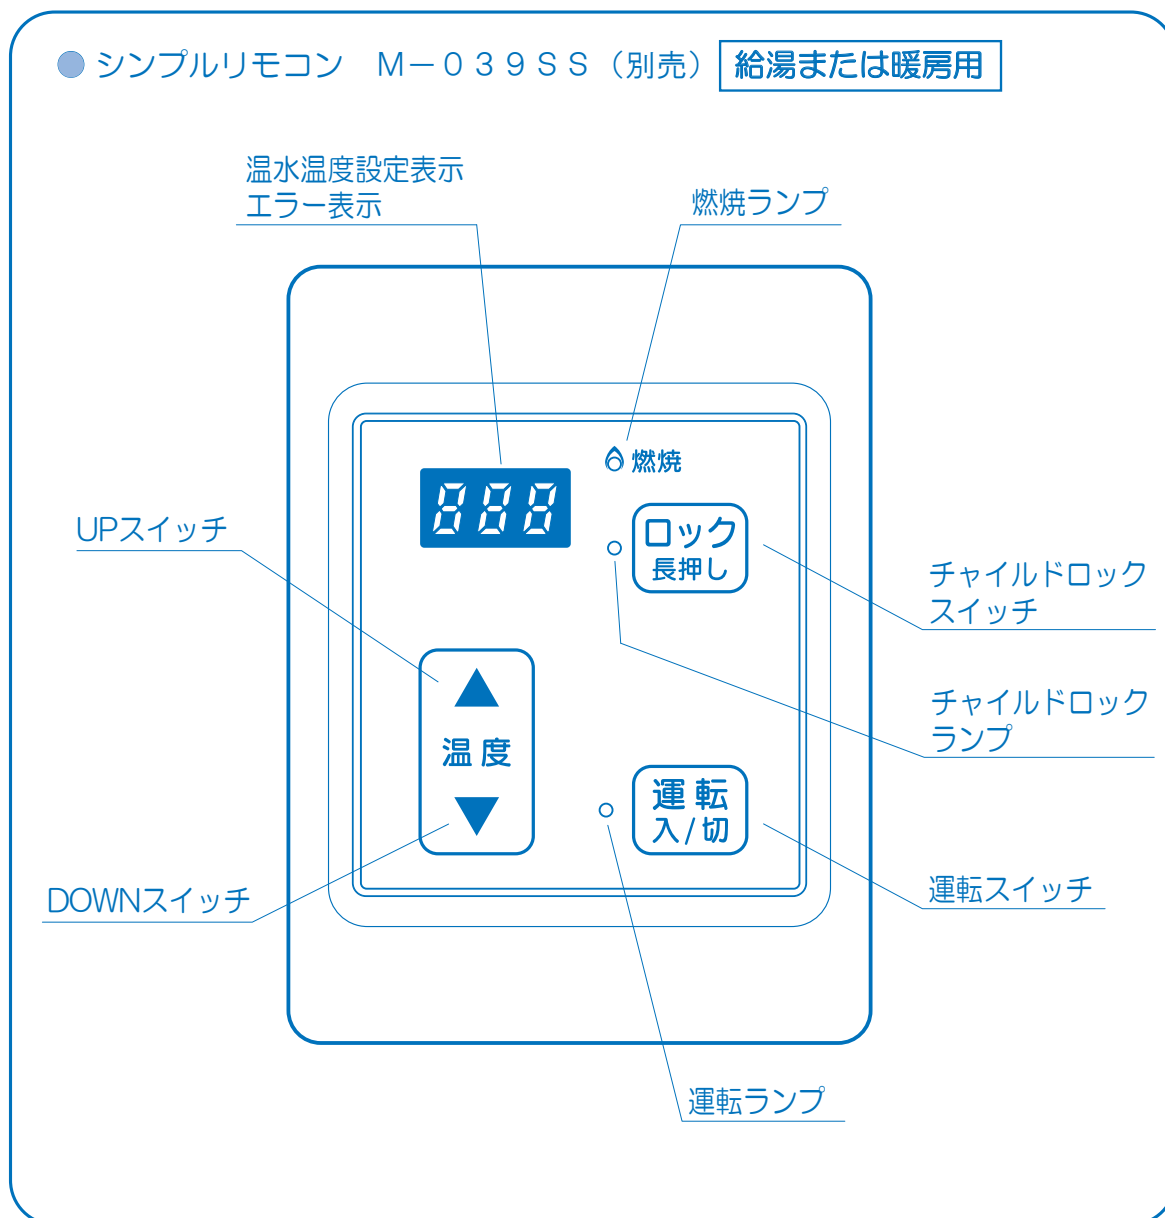 シンプルリモコン　M－０３９ＳＳ（別売） 給湯または暖房用
温水温度設定表示
エラー表示
燃焼ランプ
燃焼
888
UPスイッチ
ロック
長押し
チャイルドロック
スイッチ
チャイルドロック
ランプ
温度
運転
入/切
DOWNスイッチ
運転スイッチ
運転ランプ